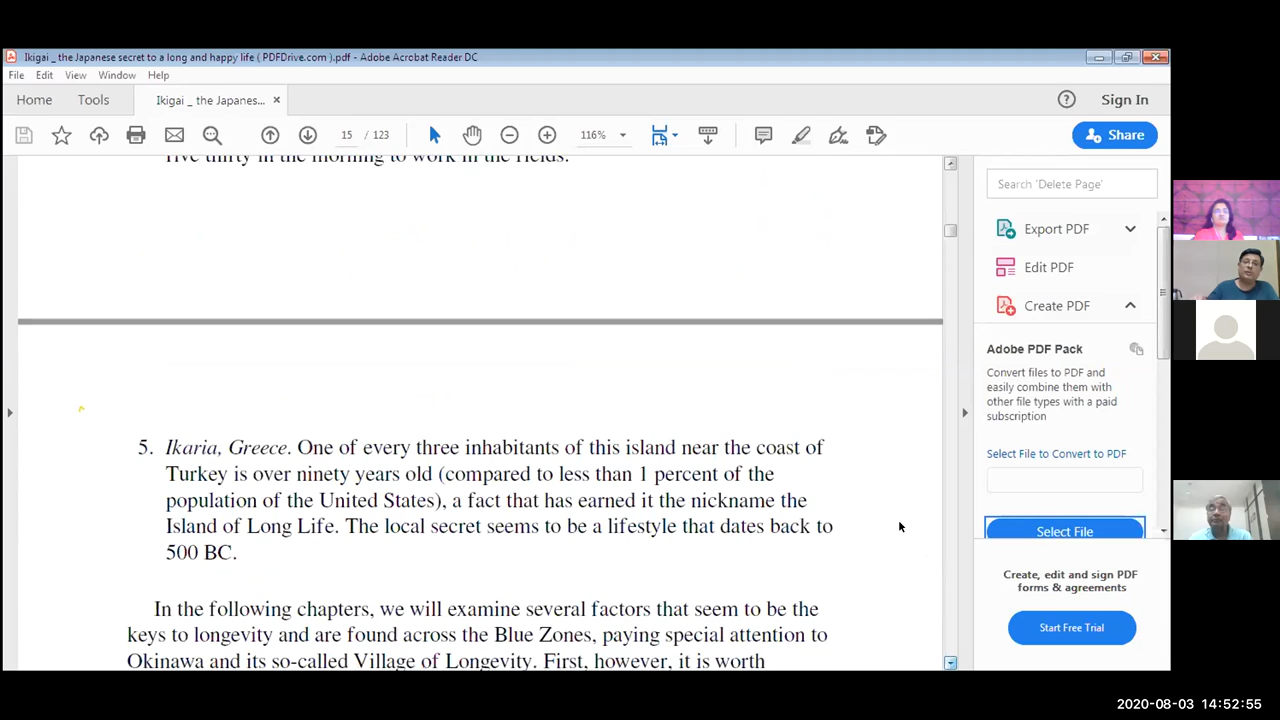 Ikigai _ the Japanese secret to a long and happy life ( PDFDrive.com ).pdf - Adobe Acrobat Reader DC
File Edit View Window Help
Home Tools Ikigai _ the Japanes... × Sign In
15 / 123 116% Share
five thirty in the morning to work in the fields.
Search 'Delete Page'
Export PDF
Edit PDF
Create PDF
Adobe PDF Pack
Convert files to PDF and
easily combine them with
other file types with a paid
subscription
Select File to Convert to PDF
Select File
Create, edit and sign PDF
forms & agreements
Start Free Trial
5. Ikaria, Greece. One of every three inhabitants of this island near the coast of
Turkey is over ninety years old (compared to less than 1 percent of the
population of the United States), a fact that has earned it the nickname the
Island of Long Life. The local secret seems to be a lifestyle that dates back to
500 BC.
In the following chapters, we will examine several factors that seem to be the
keys to longevity and are found across the Blue Zones, paying special attention to
Okinawa and its so-called Village of Longevity. First, however, it is worth
2020-08-03 14:52:55